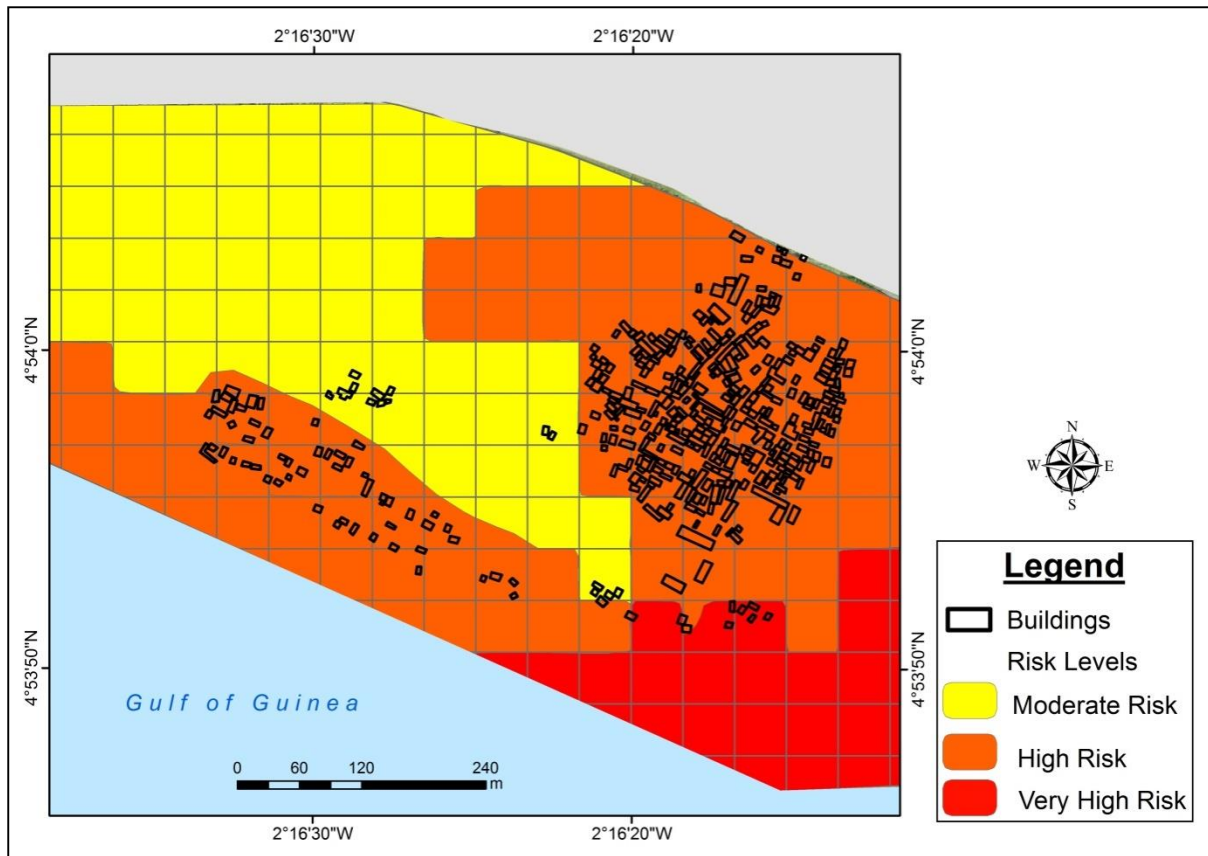 2°16'30"W 2°16'20"W
4°54'0"N 4°54'0"N
N
W E
S
4°53'50"N 4°53'50"N
Gulf of Guinea
0 60 120 240
m
2°16'30"W 2°16'20"W
Legend
Buildings
Risk Levels
Moderate Risk
High Risk
Very High Risk